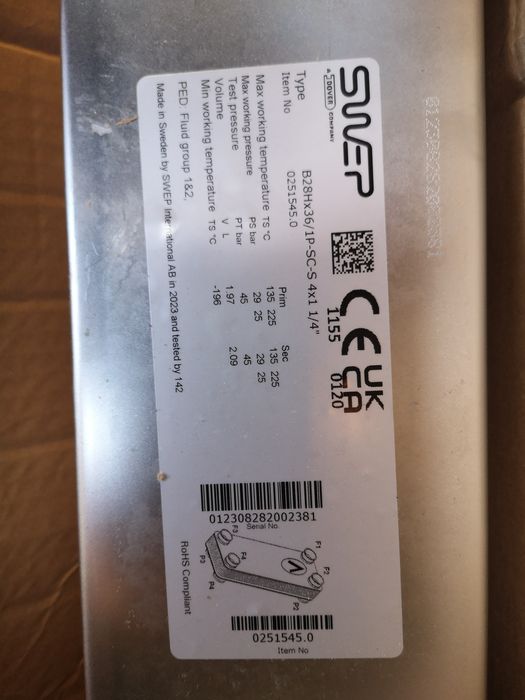 SWEP
A DOVER COMPANY
CE
1155
UK
CA
0120
Type B28Hx36/1P-SC-S 4x1 1/4"
Item No 0251545.0
Prim Sec
Max working temperature TS °C 135 225 135 225
Max working pressure PS bar 29 25 29 25
Test pressure PT bar 45 45
Volume V L 1.97 2.09
Min working temperature TS °C -196
PED: Fluid group 1&2,
Made in Sweden by SWEP International AB in 2023 and tested by 142
012308282002381
Serial No.
F1
F2
F3
F4
P2
P3
P4
0251545.0
Item No
RoHS Compliant